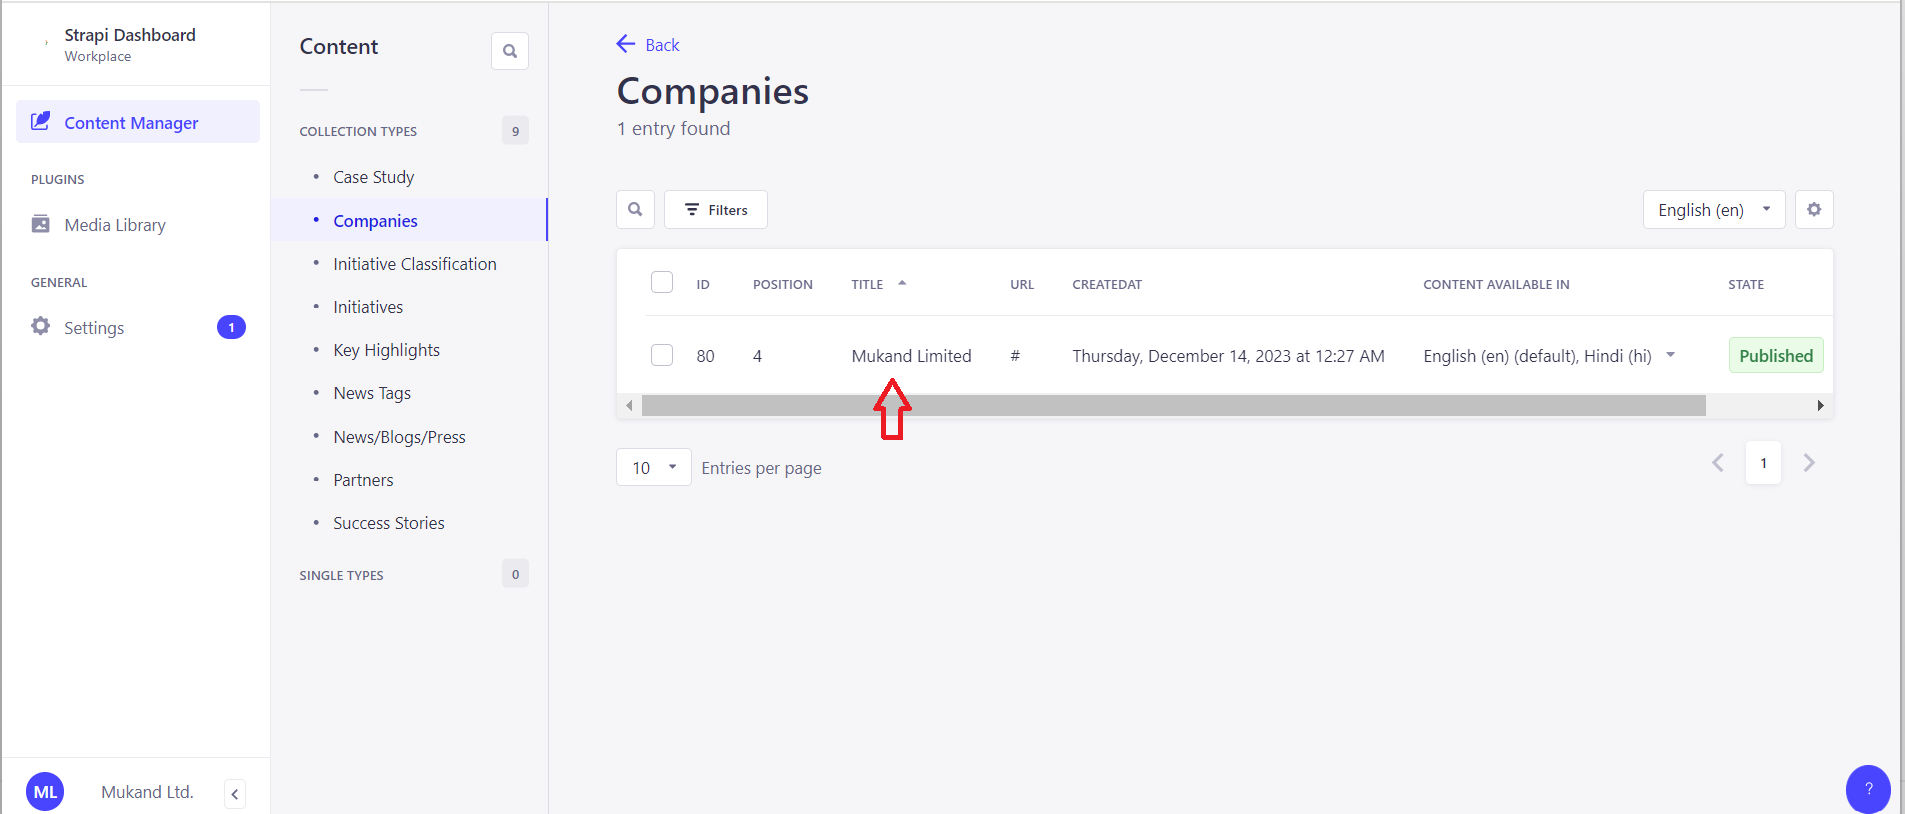 Strapi Dashboard
Workplace
Content Manager
PLUGINS
Media Library
GENERAL
Settings
1
ML
Mukand Ltd.
Content
COLLECTION TYPES
9
Case Study
Companies
Initiative Classification
Initiatives
Key Highlights
News Tags
News/Blogs/Press
Partners
Success Stories
SINGLE TYPES
0
Back
Companies
1 entry found
Filters
English (en)
ID POSITION TITLE URL CREATEDAT CONTENT AVAILABLE IN STATE
80 4 Mukand Limited # Thursday, December 14, 2023 at 12:27 AM English (en) (default), Hindi (hi) Published
10 Entries per page
1
?